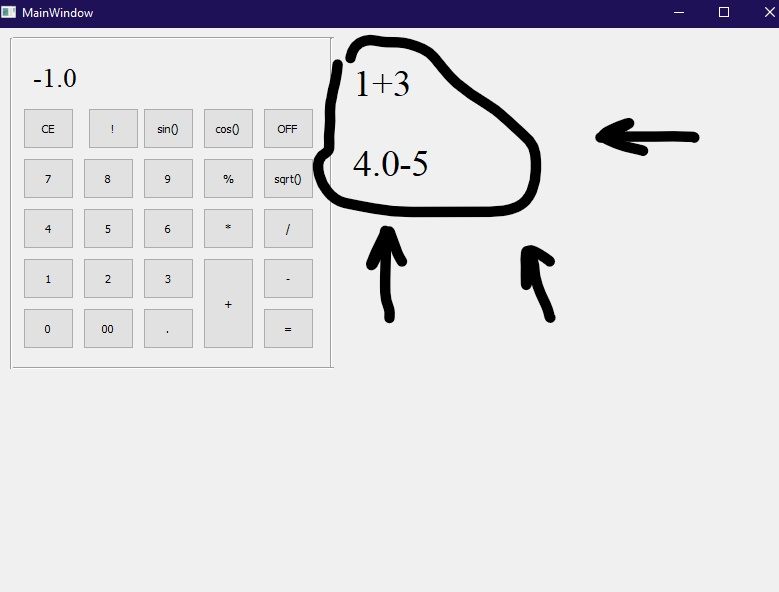 MainWindow
-1.0
1+3
4.0-5
CE ! sin() cos() OFF
7 8 9 % sqrt()
4 5 6 * /
1 2 3 + -
0 00 . =